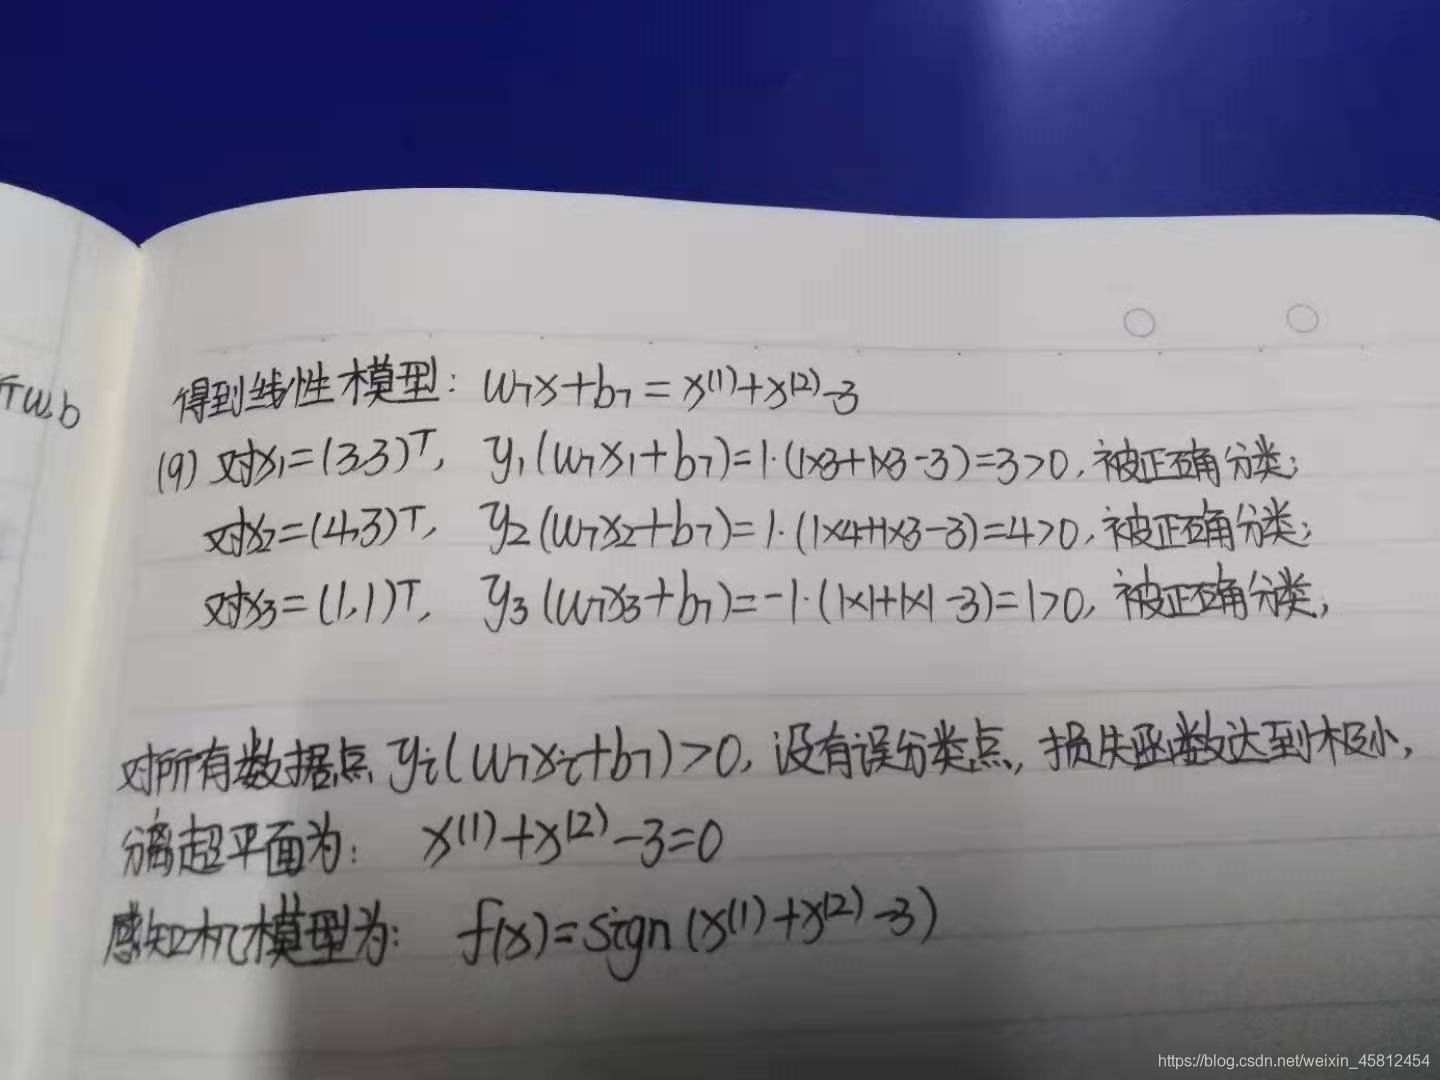 所w,b
得到线性模型: w₇x+b₇=x⁽¹⁾+x⁽²⁾-3
(9) 对x₁=(3,3)ᵀ, y₁(w₇x₁+b₇)=1·(1×3+1×3-3)=3>0, 被正确分类;
对x₂=(4,3)ᵀ, y₂(w₇x₂+b₇)=1·(1×4+1×3-3)=4>0, 被正确分类;
对x₃=(1,1)ᵀ, y₃(w₇x₃+b₇)=-1·(1×1+1×1-3)=1>0, 被正确分类,
对所有数据点 yᵢ(w₇xᵢ+b₇)>0, 没有误分类点, 损失函数达到极小,
分离超平面为: x⁽¹⁾+x⁽²⁾-3=0
感知机模型为: f(x)=sign(x⁽¹⁾+x⁽²⁾-3)
https://blog.csdn.net/weixin_45812454